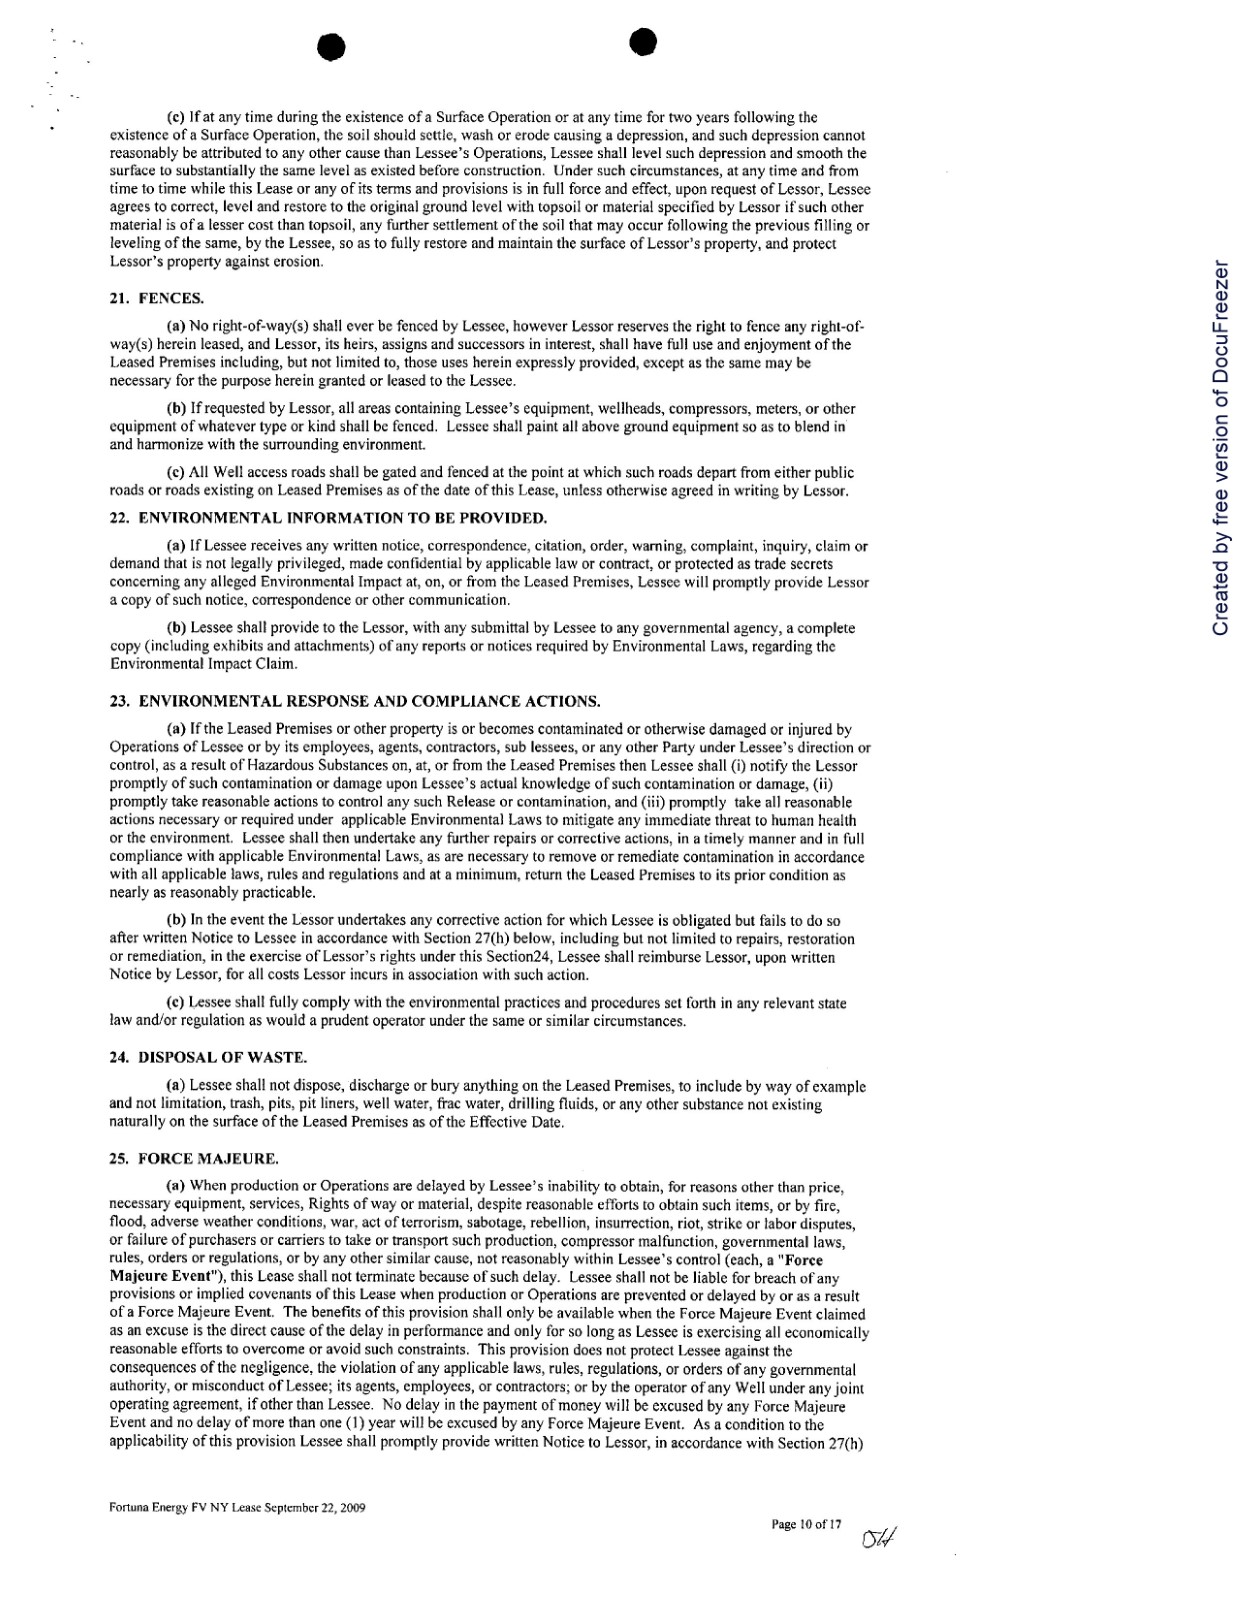 (c) If at any time during the existence of a Surface Operation or at any time for two years following the
existence of a Surface Operation, the soil should settle, wash or erode causing a depression, and such depression cannot
reasonably be attributed to any other cause than Lessee's Operations, Lessee shall level such depression and smooth the
surface to substantially the same level as existed before construction. Under such circumstances, at any time and from
time to time while this Lease or any of its terms and provisions is in full force and effect, upon request of Lessor, Lessee
agrees to correct, level and restore to the original ground level with topsoil or material specified by Lessor if such other
material is of a lesser cost than topsoil, any further settlement of the soil that may occur following the previous filling or
leveling of the same, by the Lessee, so as to fully restore and maintain the surface of Lessor's property, and protect
Lessor's property against erosion.
21. FENCES.
(a) No right-of-way(s) shall ever be fenced by Lessee, however Lessor reserves the right to fence any right-of-
way(s) herein leased, and Lessor, its heirs, assigns and successors in interest, shall have full use and enjoyment of the
Leased Premises including, but not limited to, those uses herein expressly provided, except as the same may be
necessary for the purpose herein granted or leased to the Lessee.
(b) If requested by Lessor, all areas containing Lessee's equipment, wellheads, compressors, meters, or other
equipment of whatever type or kind shall be fenced. Lessee shall paint all above ground equipment so as to blend in
and harmonize with the surrounding environment.
(c) All Well access roads shall be gated and fenced at the point at which such roads depart from either public
roads or roads existing on Leased Premises as of the date of this Lease, unless otherwise agreed in writing by Lessor.
22. ENVIRONMENTAL INFORMATION TO BE PROVIDED.
(a) If Lessee receives any written notice, correspondence, citation, order, warning, complaint, inquiry, claim or
demand that is not legally privileged, made confidential by applicable law or contract, or protected as trade secrets
concerning any alleged Environmental Impact at, on, or from the Leased Premises, Lessee will promptly provide Lessor
a copy of such notice, correspondence or other communication.
(b) Lessee shall provide to the Lessor, with any submittal by Lessee to any governmental agency, a complete
copy (including exhibits and attachments) of any reports or notices required by Environmental Laws, regarding the
Environmental Impact Claim.
23. ENVIRONMENTAL RESPONSE AND COMPLIANCE ACTIONS.
(a) If the Leased Premises or other property is or becomes contaminated or otherwise damaged or injured by
Operations of Lessee or by its employees, agents, contractors, sub lessees, or any other Party under Lessee's direction or
control, as a result of Hazardous Substances on, at, or from the Leased Premises then Lessee shall (i) notify the Lessor
promptly of such contamination or damage upon Lessee's actual knowledge of such contamination or damage, (ii)
promptly take reasonable actions to control any such Release or contamination, and (iii) promptly take all reasonable
actions necessary or required under applicable Environmental Laws to mitigate any immediate threat to human health
or the environment. Lessee shall then undertake any further repairs or corrective actions, in a timely manner and in full
compliance with applicable Environmental Laws, as are necessary to remove or remediate contamination in accordance
with all applicable laws, rules and regulations and at a minimum, return the Leased Premises to its prior condition as
nearly as reasonably practicable.
(b) In the event the Lessor undertakes any corrective action for which Lessee is obligated but fails to do so
after written Notice to Lessee in accordance with Section 27(h) below, including but not limited to repairs, restoration
or remediation, in the exercise of Lessor's rights under this Section24, Lessee shall reimburse Lessor, upon written
Notice by Lessor, for all costs Lessor incurs in association with such action.
(c) Lessee shall fully comply with the environmental practices and procedures set forth in any relevant state
law and/or regulation as would a prudent operator under the same or similar circumstances.
24. DISPOSAL OF WASTE.
(a) Lessee shall not dispose, discharge or bury anything on the Leased Premises, to include by way of example
and not limitation, trash, pits, pit liners, well water, frac water, drilling fluids, or any other substance not existing
naturally on the surface of the Leased Premises as of the Effective Date.
25. FORCE MAJEURE.
(a) When production or Operations are delayed by Lessee's inability to obtain, for reasons other than price,
necessary equipment, services, Rights of way or material, despite reasonable efforts to obtain such items, or by fire,
flood, adverse weather conditions, war, act of terrorism, sabotage, rebellion, insurrection, riot, strike or labor disputes,
or failure of purchasers or carriers to take or transport such production, compressor malfunction, governmental laws,
rules, orders or regulations, or by any other similar cause, not reasonably within Lessee's control (each, a "Force
Majeure Event"), this Lease shall not terminate because of such delay. Lessee shall not be liable for breach of any
provisions or implied covenants of this Lease when production or Operations are prevented or delayed by or as a result
of a Force Majeure Event. The benefits of this provision shall only be available when the Force Majeure Event claimed
as an excuse is the direct cause of the delay in performance and only for so long as Lessee is exercising all economically
reasonable efforts to overcome or avoid such constraints. This provision does not protect Lessee against the
consequences of the negligence, the violation of any applicable laws, rules, regulations, or orders of any governmental
authority, or misconduct of Lessee; its agents, employees, or contractors; or by the operator of any Well under any joint
operating agreement, if other than Lessee. No delay in the payment of money will be excused by any Force Majeure
Event and no delay of more than one (1) year will be excused by any Force Majeure Event. As a condition to the
applicability of this provision Lessee shall promptly provide written Notice to Lessor, in accordance with Section 27(h)
Fortuna Energy FV NY Lease September 22, 2009
Page 10 of 17
Created by free version of DocuFreezer